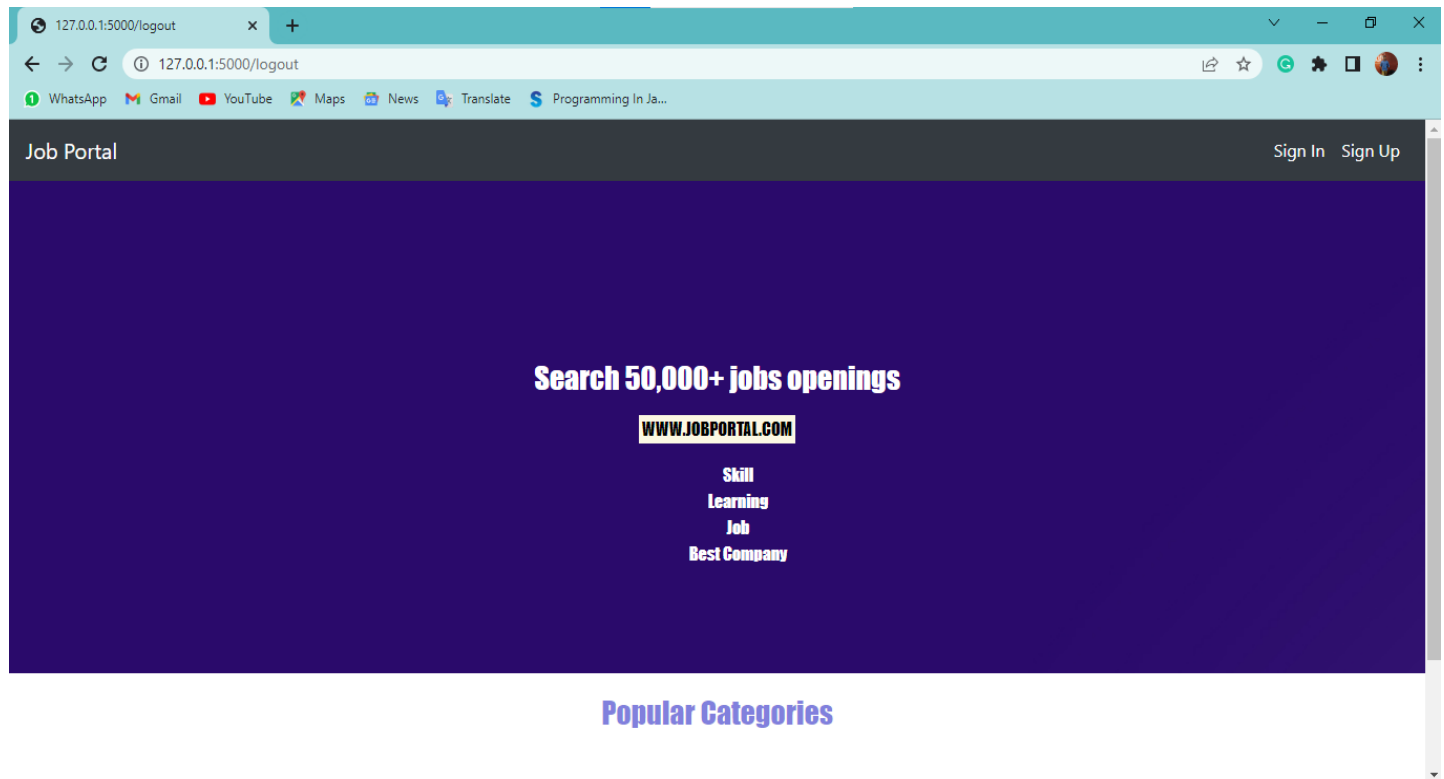 127.0.0.1:5000/logout
127.0.0.1:5000/logout
1 WhatsApp Gmail YouTube Maps News Translate S Programming In Ja...
Job Portal Sign In Sign Up
Search 50,000+ jobs openings
WWW.JOBPORTAL.COM
Skill
Learning
Job
Best Company
Popular Categories